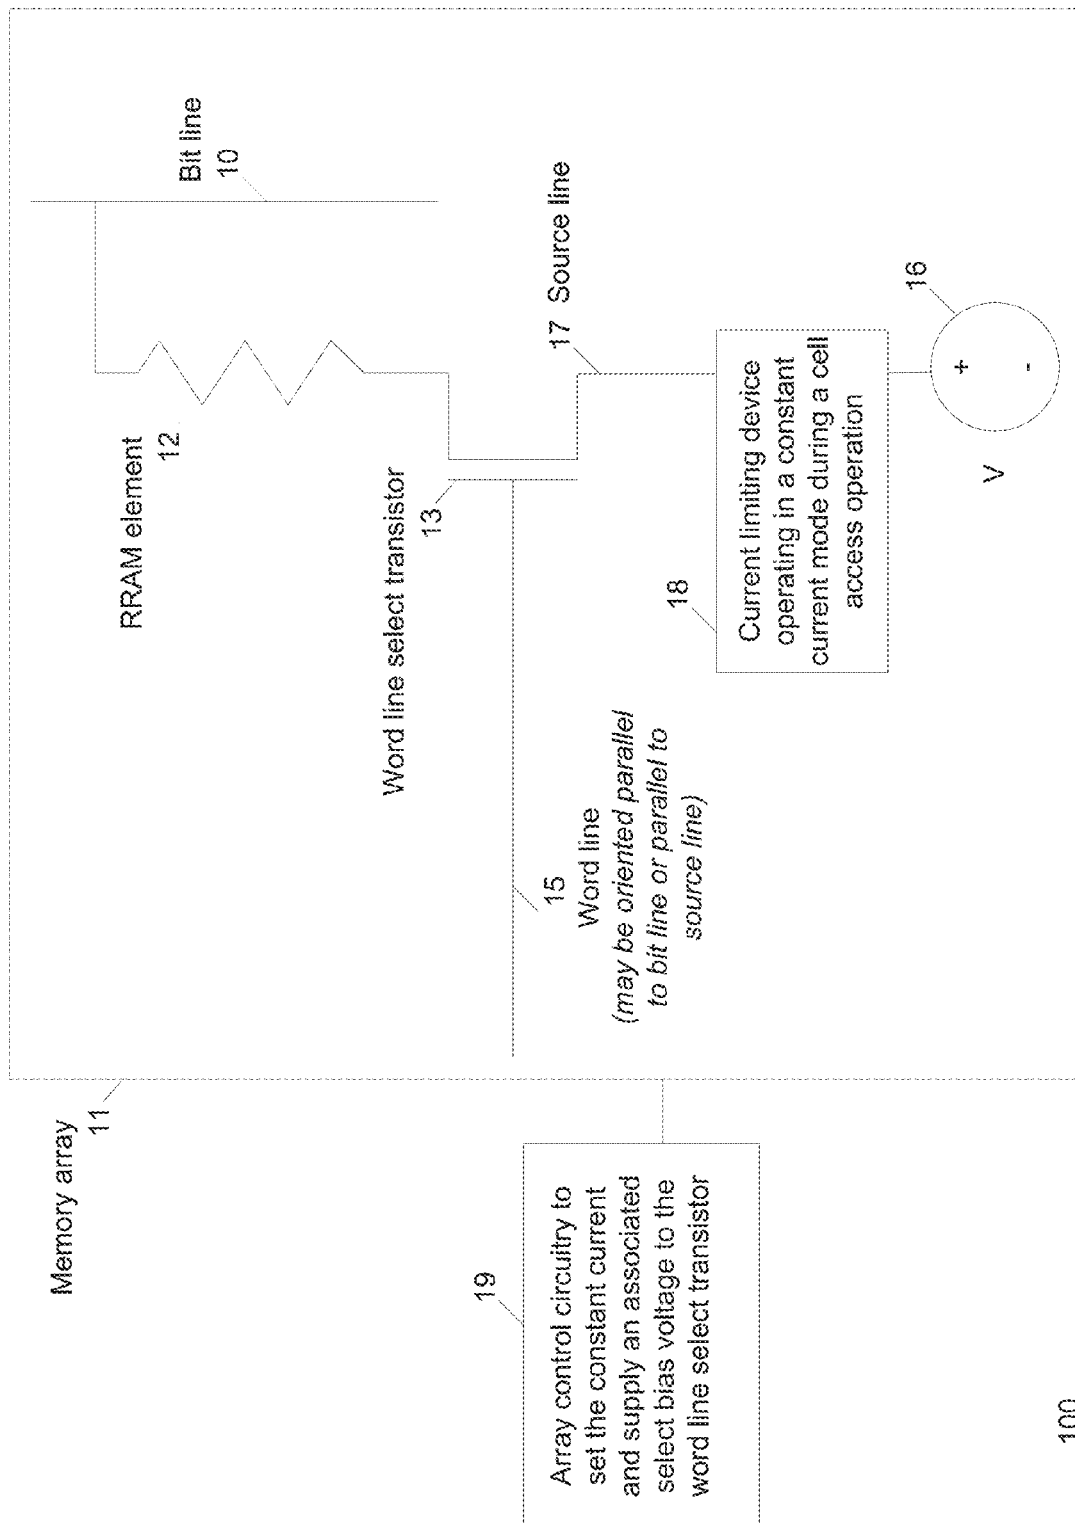 Memory array
11
Bit line
10
RRAM element
12
Word line select transistor
13
17 Source line
15
Word line
(may be oriented parallel
to bit line or parallel to
source line)
18
Current limiting device
operating in a constant
current mode during a cell
access operation
16
+
-
V
19
Array control circuitry to
set the constant current
and supply an associated
select bias voltage to the
word line select transistor
100